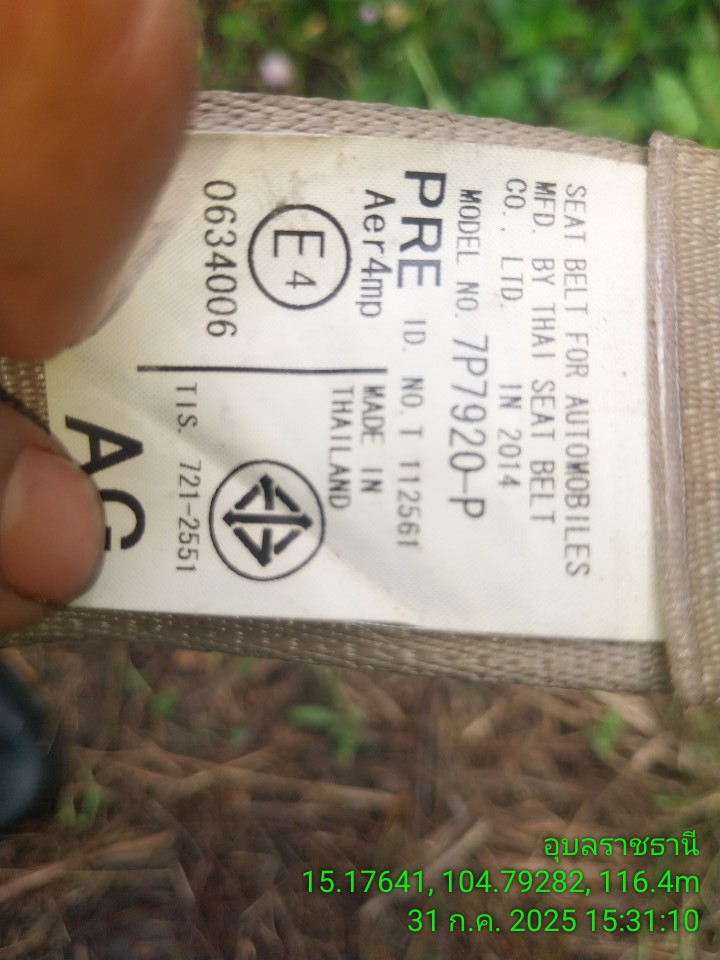 SEAT BELT FOR AUTOMOBILES
MFD. BY THAI SEAT BELT
CO., LTD. IN 2014
MODEL NO. 7P7920-P
PRE ID. NO.T 112561
Aer4mp
MADE IN
THAILAND
E4
0634006
TIS. 721-2551
AG
อุบลราชธานี
15.17641, 104.79282, 116.4m
31 ก.ค. 2025 15:31:10